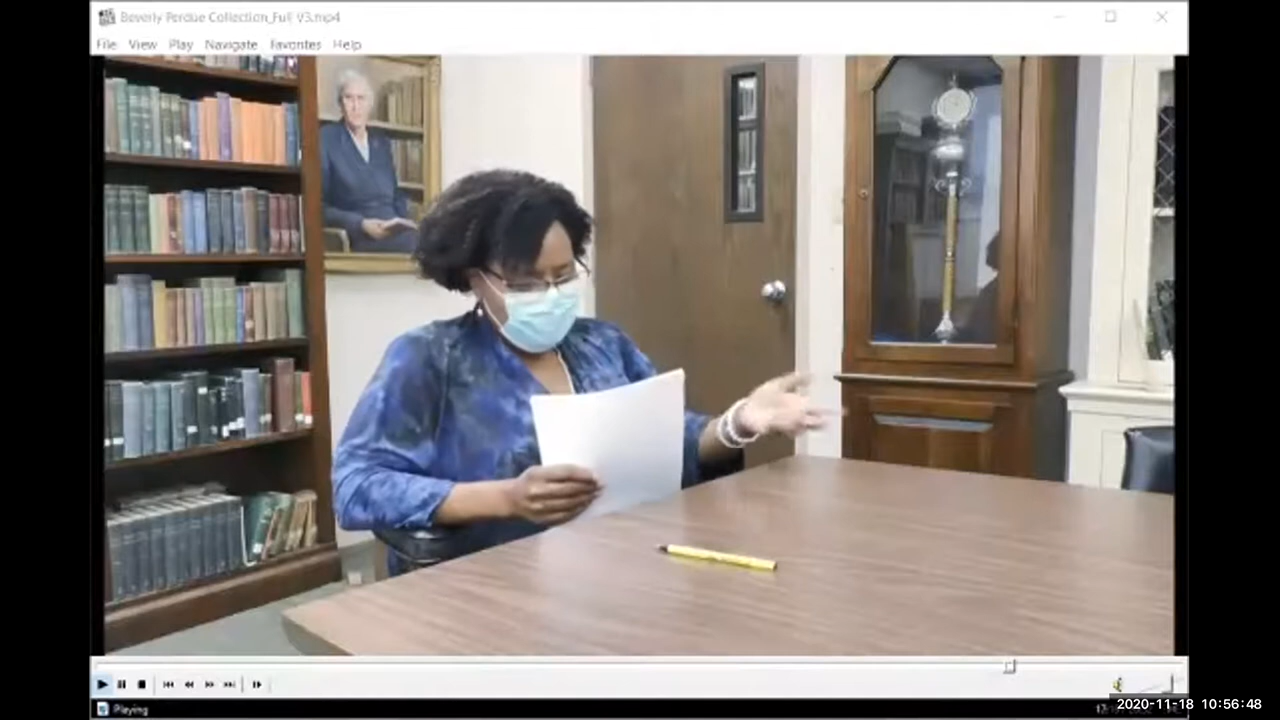 Beverly Perdue Collection_Full V3.mp4
File View Play Navigate Favorites Help
Playing
2020-11-18 10:56:48